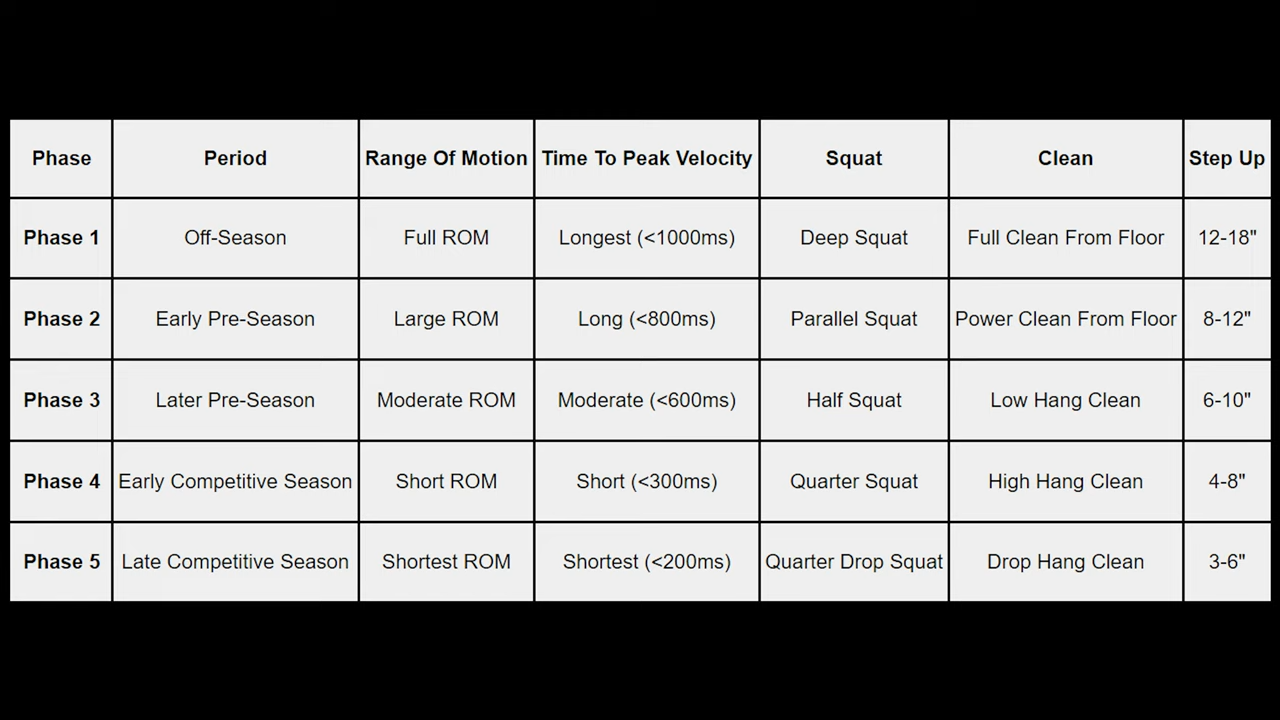 Phase Period Range Of Motion Time To Peak Velocity Squat Clean Step Up
Phase 1 Off-Season Full ROM Longest (<1000ms) Deep Squat Full Clean From Floor 12-18"
Phase 2 Early Pre-Season Large ROM Long (<800ms) Parallel Squat Power Clean From Floor 8-12"
Phase 3 Later Pre-Season Moderate ROM Moderate (<600ms) Half Squat Low Hang Clean 6-10"
Phase 4 Early Competitive Season Short ROM Short (<300ms) Quarter Squat High Hang Clean 4-8"
Phase 5 Late Competitive Season Shortest ROM Shortest (<200ms) Quarter Drop Squat Drop Hang Clean 3-6"